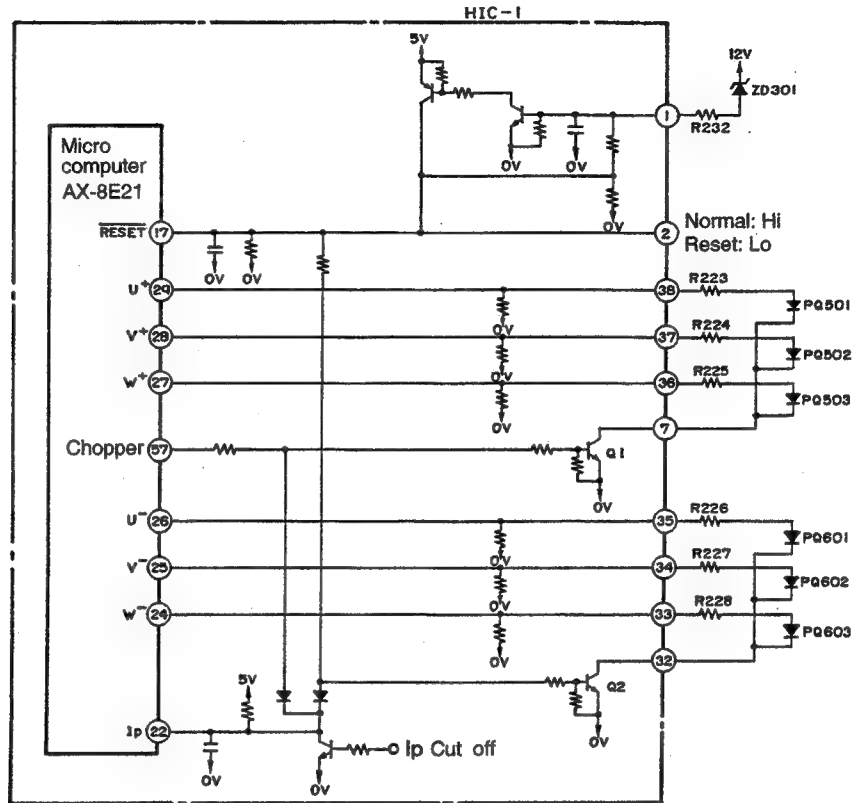 HIC-1
5V
12V
ZD301
1
R232
0V
0V
0V
0V
Micro
computer
AX-8E21
RESET
17
2
Normal: Hi
Reset: Lo
0V
0V
U+
29
38
R223
PQ501
0V
V+
28
37
R224
PQ502
0V
W+
27
36
R225
PQ503
0V
Chopper
57
7
Q1
0V
U-
26
35
R226
PQ601
0V
V-
25
34
R227
PQ602
0V
W-
24
33
R228
PQ603
0V
32
5V
Q2
Ip
22
Ip Cut off
0V
0V
0V